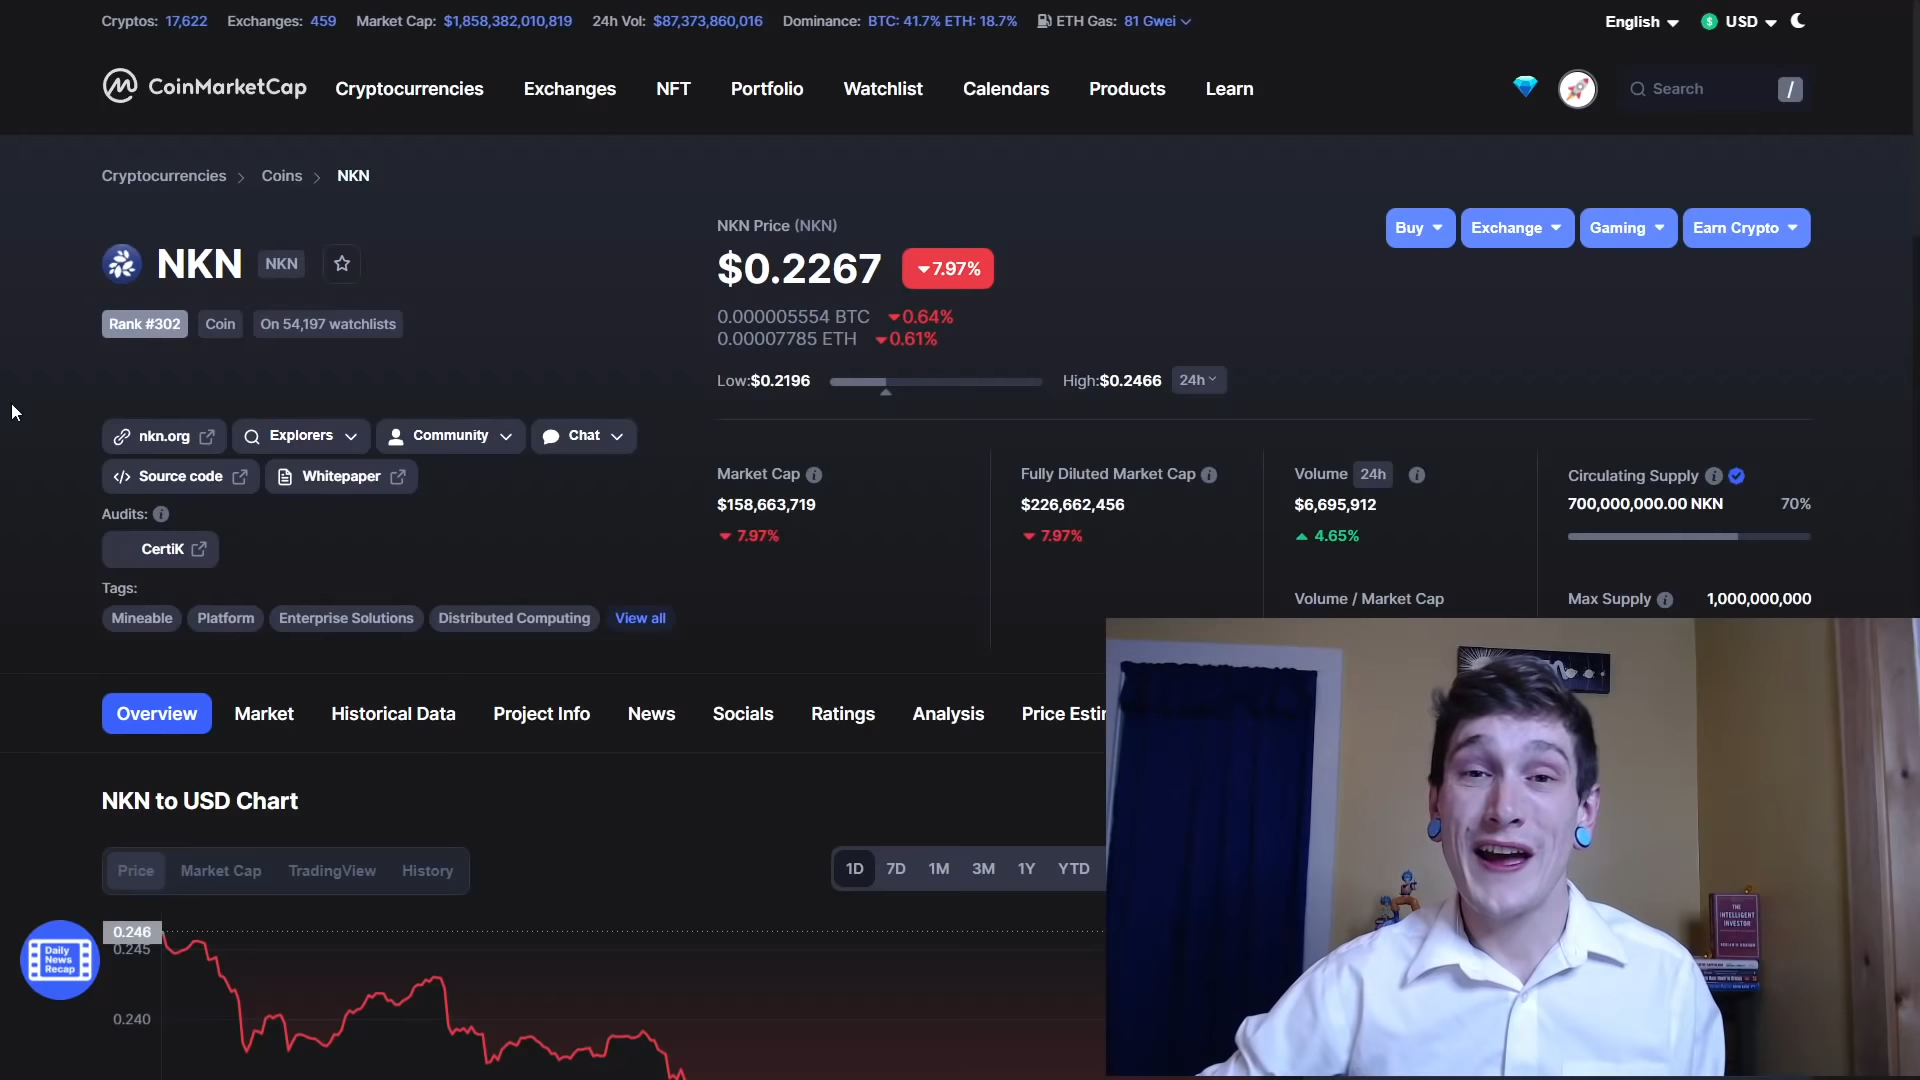 Cryptos: 17,622 Exchanges: 459 Market Cap: $1,858,382,010,819 24h Vol: $87,373,860,016 Dominance: BTC: 41.7% ETH: 18.7% ETH Gas: 81 Gwei English USD
CoinMarketCap Cryptocurrencies Exchanges NFT Portfolio Watchlist Calendars Products Learn Search /
Cryptocurrencies > Coins > NKN
NKN NKN
Rank #302 Coin On 54,197 watchlists
nkn.org Explorers Community Chat
Source code Whitepaper
Audits:
CertiK
Tags:
Mineable Platform Enterprise Solutions Distributed Computing View all
NKN Price (NKN)
$0.2267 7.97%
0.000005554 BTC 0.64%
0.00007785 ETH 0.61%
Low:$0.2196 High:$0.2466 24h
Buy Exchange Gaming Earn Crypto
Market Cap
$158,663,719
7.97%
Fully Diluted Market Cap
$226,662,456
7.97%
Volume 24h
$6,695,912
4.65%
Volume / Market Cap
Circulating Supply
700,000,000.00 NKN 70%
Max Supply 1,000,000,000
Overview Market Historical Data Project Info News Socials Ratings Analysis Price Estim
NKN to USD Chart
Price Market Cap TradingView History 1D 7D 1M 3M 1Y YTD
0.246
0.245
0.240
Daily
News
Recap
THE
INTELLIGENT
INVESTOR